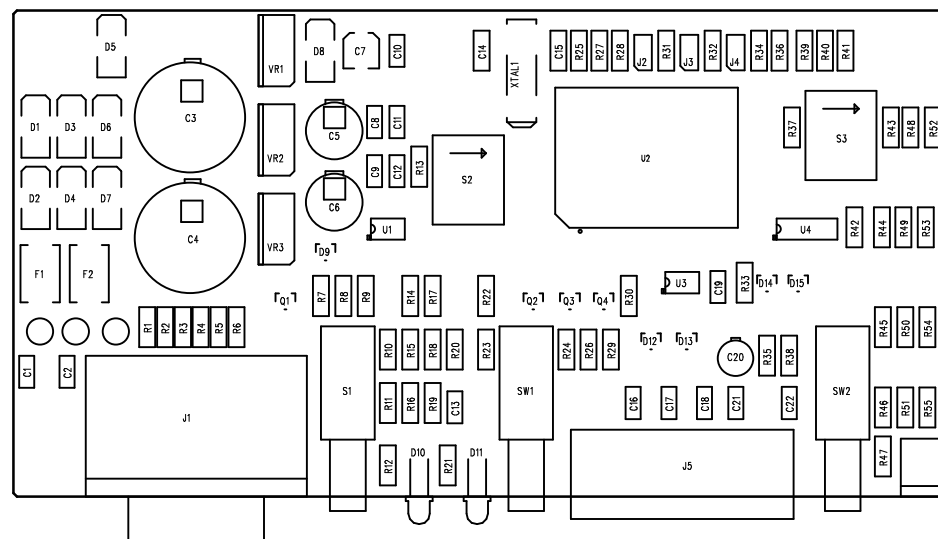 D5
VR1
D8
C7
C10
C14
XTAL1
C15
R25
R27
R28
J2
R31
J3
R32
J4
R34
R36
R39
R40
R41
D1
D3
D6
C3
VR2
C5
C8
C11
C9
C12
R13
S2
U2
R37
S3
R43
R48
R52
D2
D4
D7
C4
VR3
C6
U1
D9
U4
R42
R44
R49
R53
F1
F2
Q1
R7
R8
R9
R14
R17
R22
Q2
Q3
Q4
R30
U3
C19
R33
D14
D15
R1
R2
R3
R4
R5
R6
R10
R15
R18
R20
R23
R24
R26
R29
D12
D13
C20
R35
R38
R45
R50
R54
C1
C2
J1
S1
R11
R16
R19
C13
SW1
C16
C17
C18
C21
C22
SW2
R46
R51
R55
R12
D10
R21
D11
J5
R47